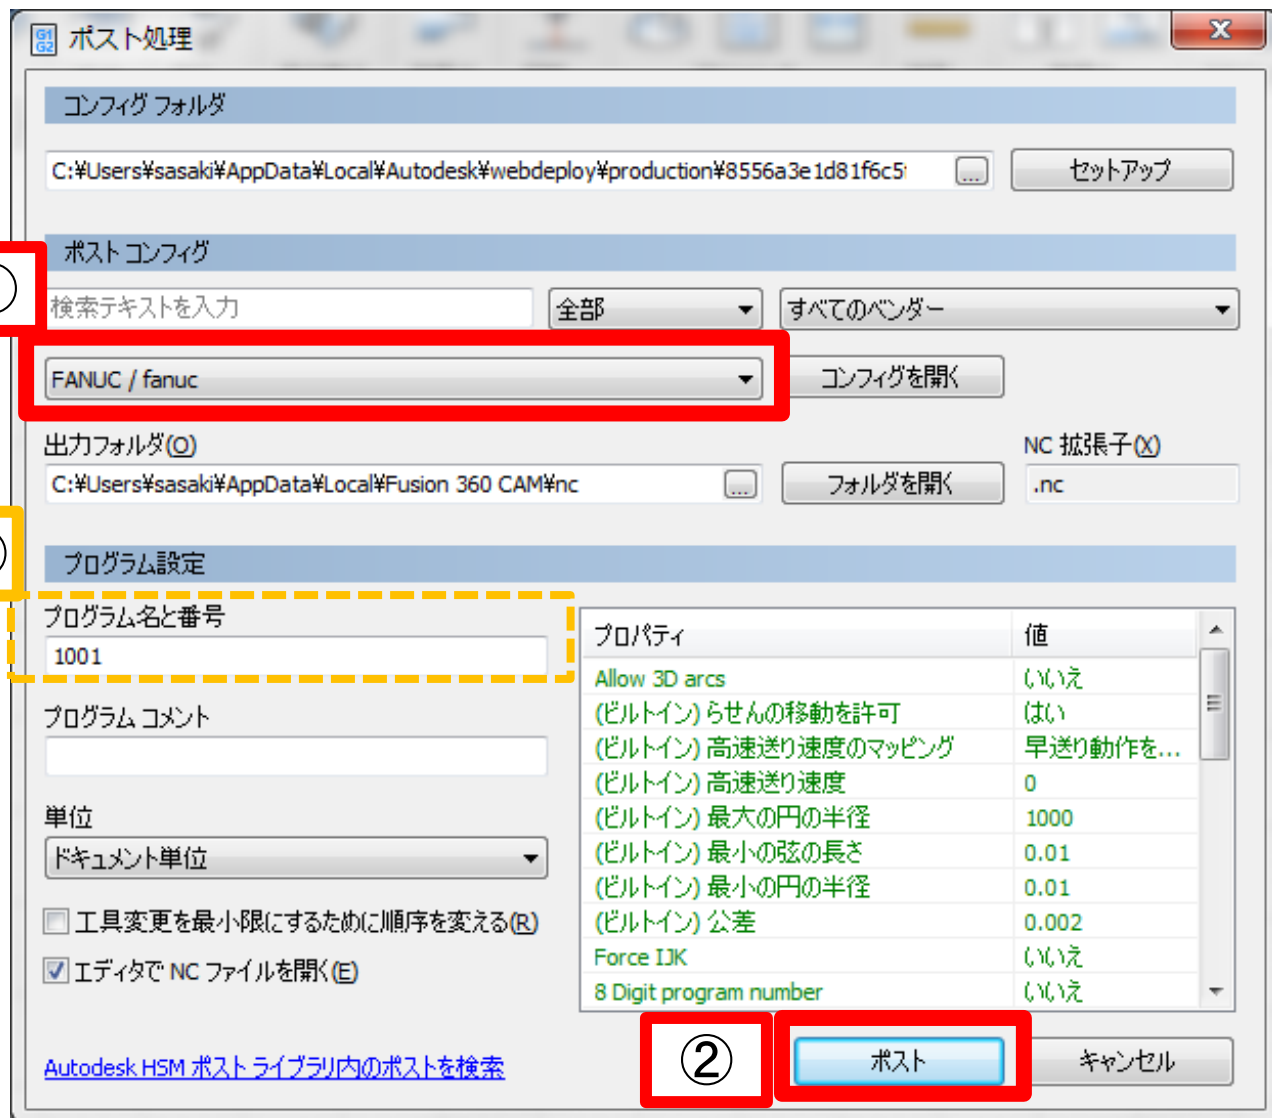 G1
G2
ポスト処理
x
コンフィグ フォルダ
C:¥Users¥sasaki¥AppData¥Local¥Autodesk¥webdeploy¥production¥8556a3e1d81f6c5
...
セットアップ
ポスト コンフィグ
検索テキストを入力
全部
すべてのベンダー
FANUC / fanuc
コンフィグを開く
出力フォルダ(O)
NC 拡張子(X)
C:¥Users¥sasaki¥AppData¥Local¥Fusion 360 CAM¥nc
...
フォルダを開く
.nc
プログラム設定
プログラム名と番号
1001
プログラム コメント
単位
ドキュメント単位
工具変更を最小限にするために順序を変える(R)
エディタで NC ファイルを開く(E)
プロパティ 値
Allow 3D arcs いいえ
(ビルトイン) らせんの移動を許可 はい
(ビルトイン) 高速送り速度のマッピング 早送り動作を...
(ビルトイン) 高速送り速度 0
(ビルトイン) 最大の円の半径 1000
(ビルトイン) 最小の弦の長さ 0.01
(ビルトイン) 最小の円の半径 0.01
(ビルトイン) 公差 0.002
Force IJK いいえ
8 Digit program number いいえ
Autodesk HSM ポスト ライブラリ内のポストを検索
②
ポスト
キャンセル